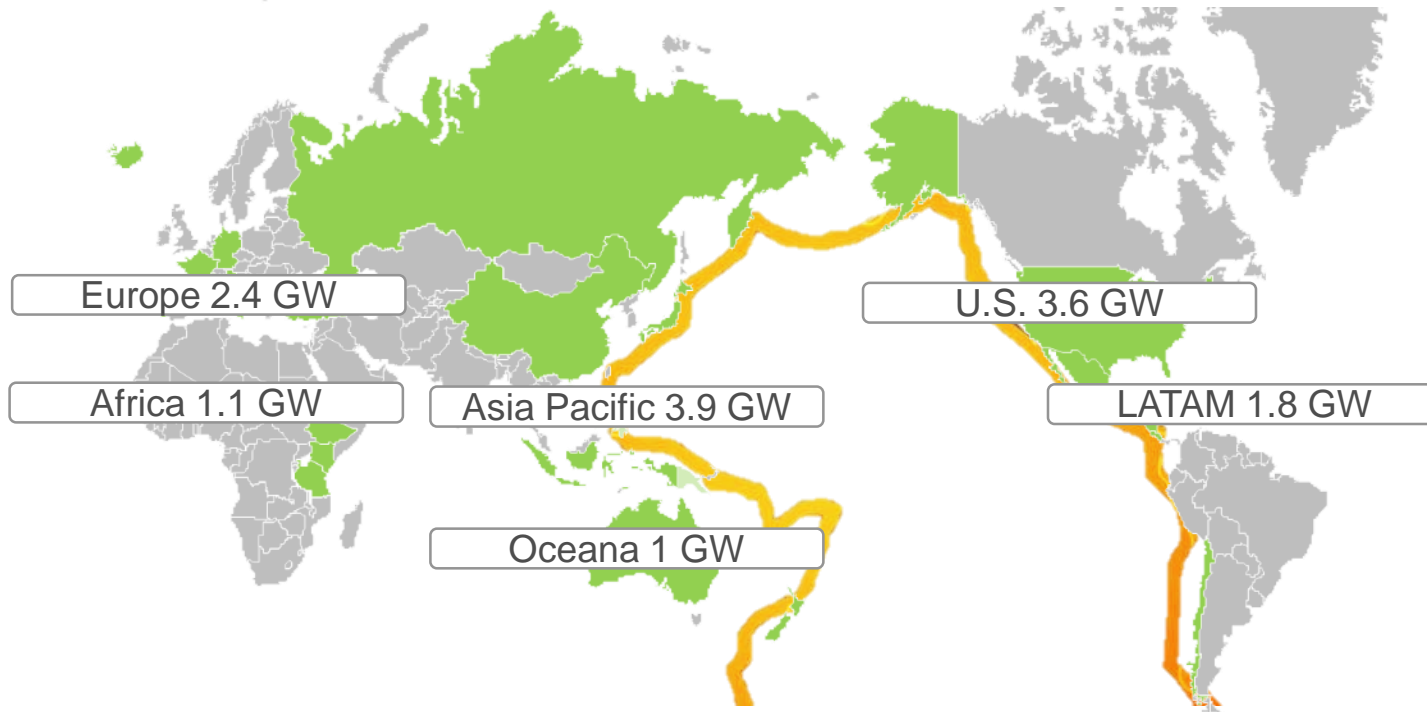 Europe 2.4 GW
U.S. 3.6 GW
Africa 1.1 GW
Asia Pacific 3.9 GW
LATAM 1.8 GW
Oceana 1 GW